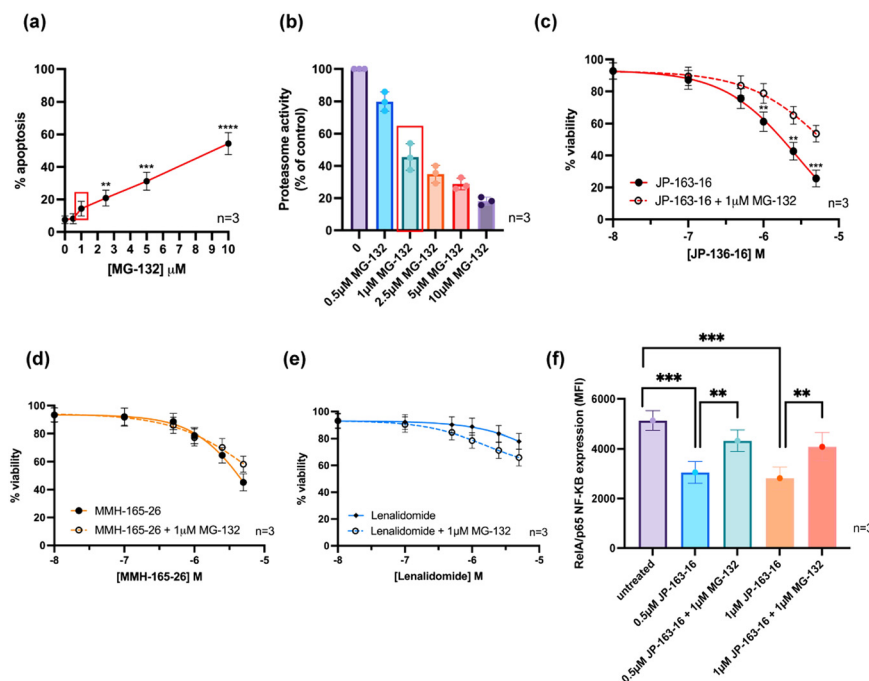 (a)
% apoptosis
100
80
60
40
20
0
**
***
****
n=3
0 1 2 3 4 5 6 7 8 9 10
[MG-132] μM
(b)
Proteasome activity
(% of control)
100
80
60
40
20
0
n=3
0
0.5μM MG-132
1μM MG-132
2.5μM MG-132
5μM MG-132
10μM MG-132
(c)
% viability
100
80
60
40
20
0
**
**
***
JP-163-16
JP-163-16 + 1μM MG-132
n=3
-8 -7 -6 -5
[JP-136-16] M
(d)
% viability
100
80
60
40
20
0
MMH-165-26
MMH-165-26 + 1μM MG-132
n=3
-8 -7 -6 -5
[MMH-165-26] M
(e)
% viability
100
80
60
40
20
0
Lenalidomide
Lenalidomide + 1μM MG-132
n=3
-8 -7 -6 -5
[Lenalidomide] M
(f)
RelA/p65 NF-KB expression (MFI)
6000
4000
2000
0
***
***
**
**
n=3
untreated
0.5μM JP-163-16
0.5μM JP-163-16 + 1μM MG-132
1μM JP-163-16
1μM JP-163-16 + 1μM MG-132